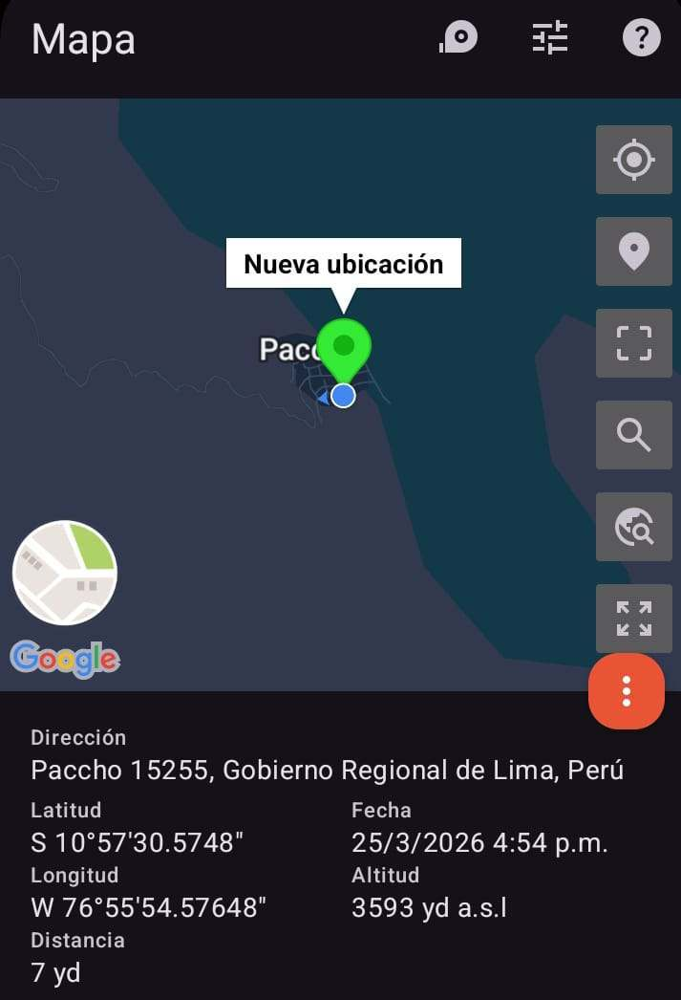 Mapa
Nueva ubicación
Google
Dirección
Paccho 15255, Gobierno Regional de Lima, Perú
Latitud
Fecha
S 10°57'30.5748"
25/3/2026 4:54 p.m.
Longitud
Altitud
W 76°55'54.57648"
3593 yd a.s.l
Distancia
7 yd